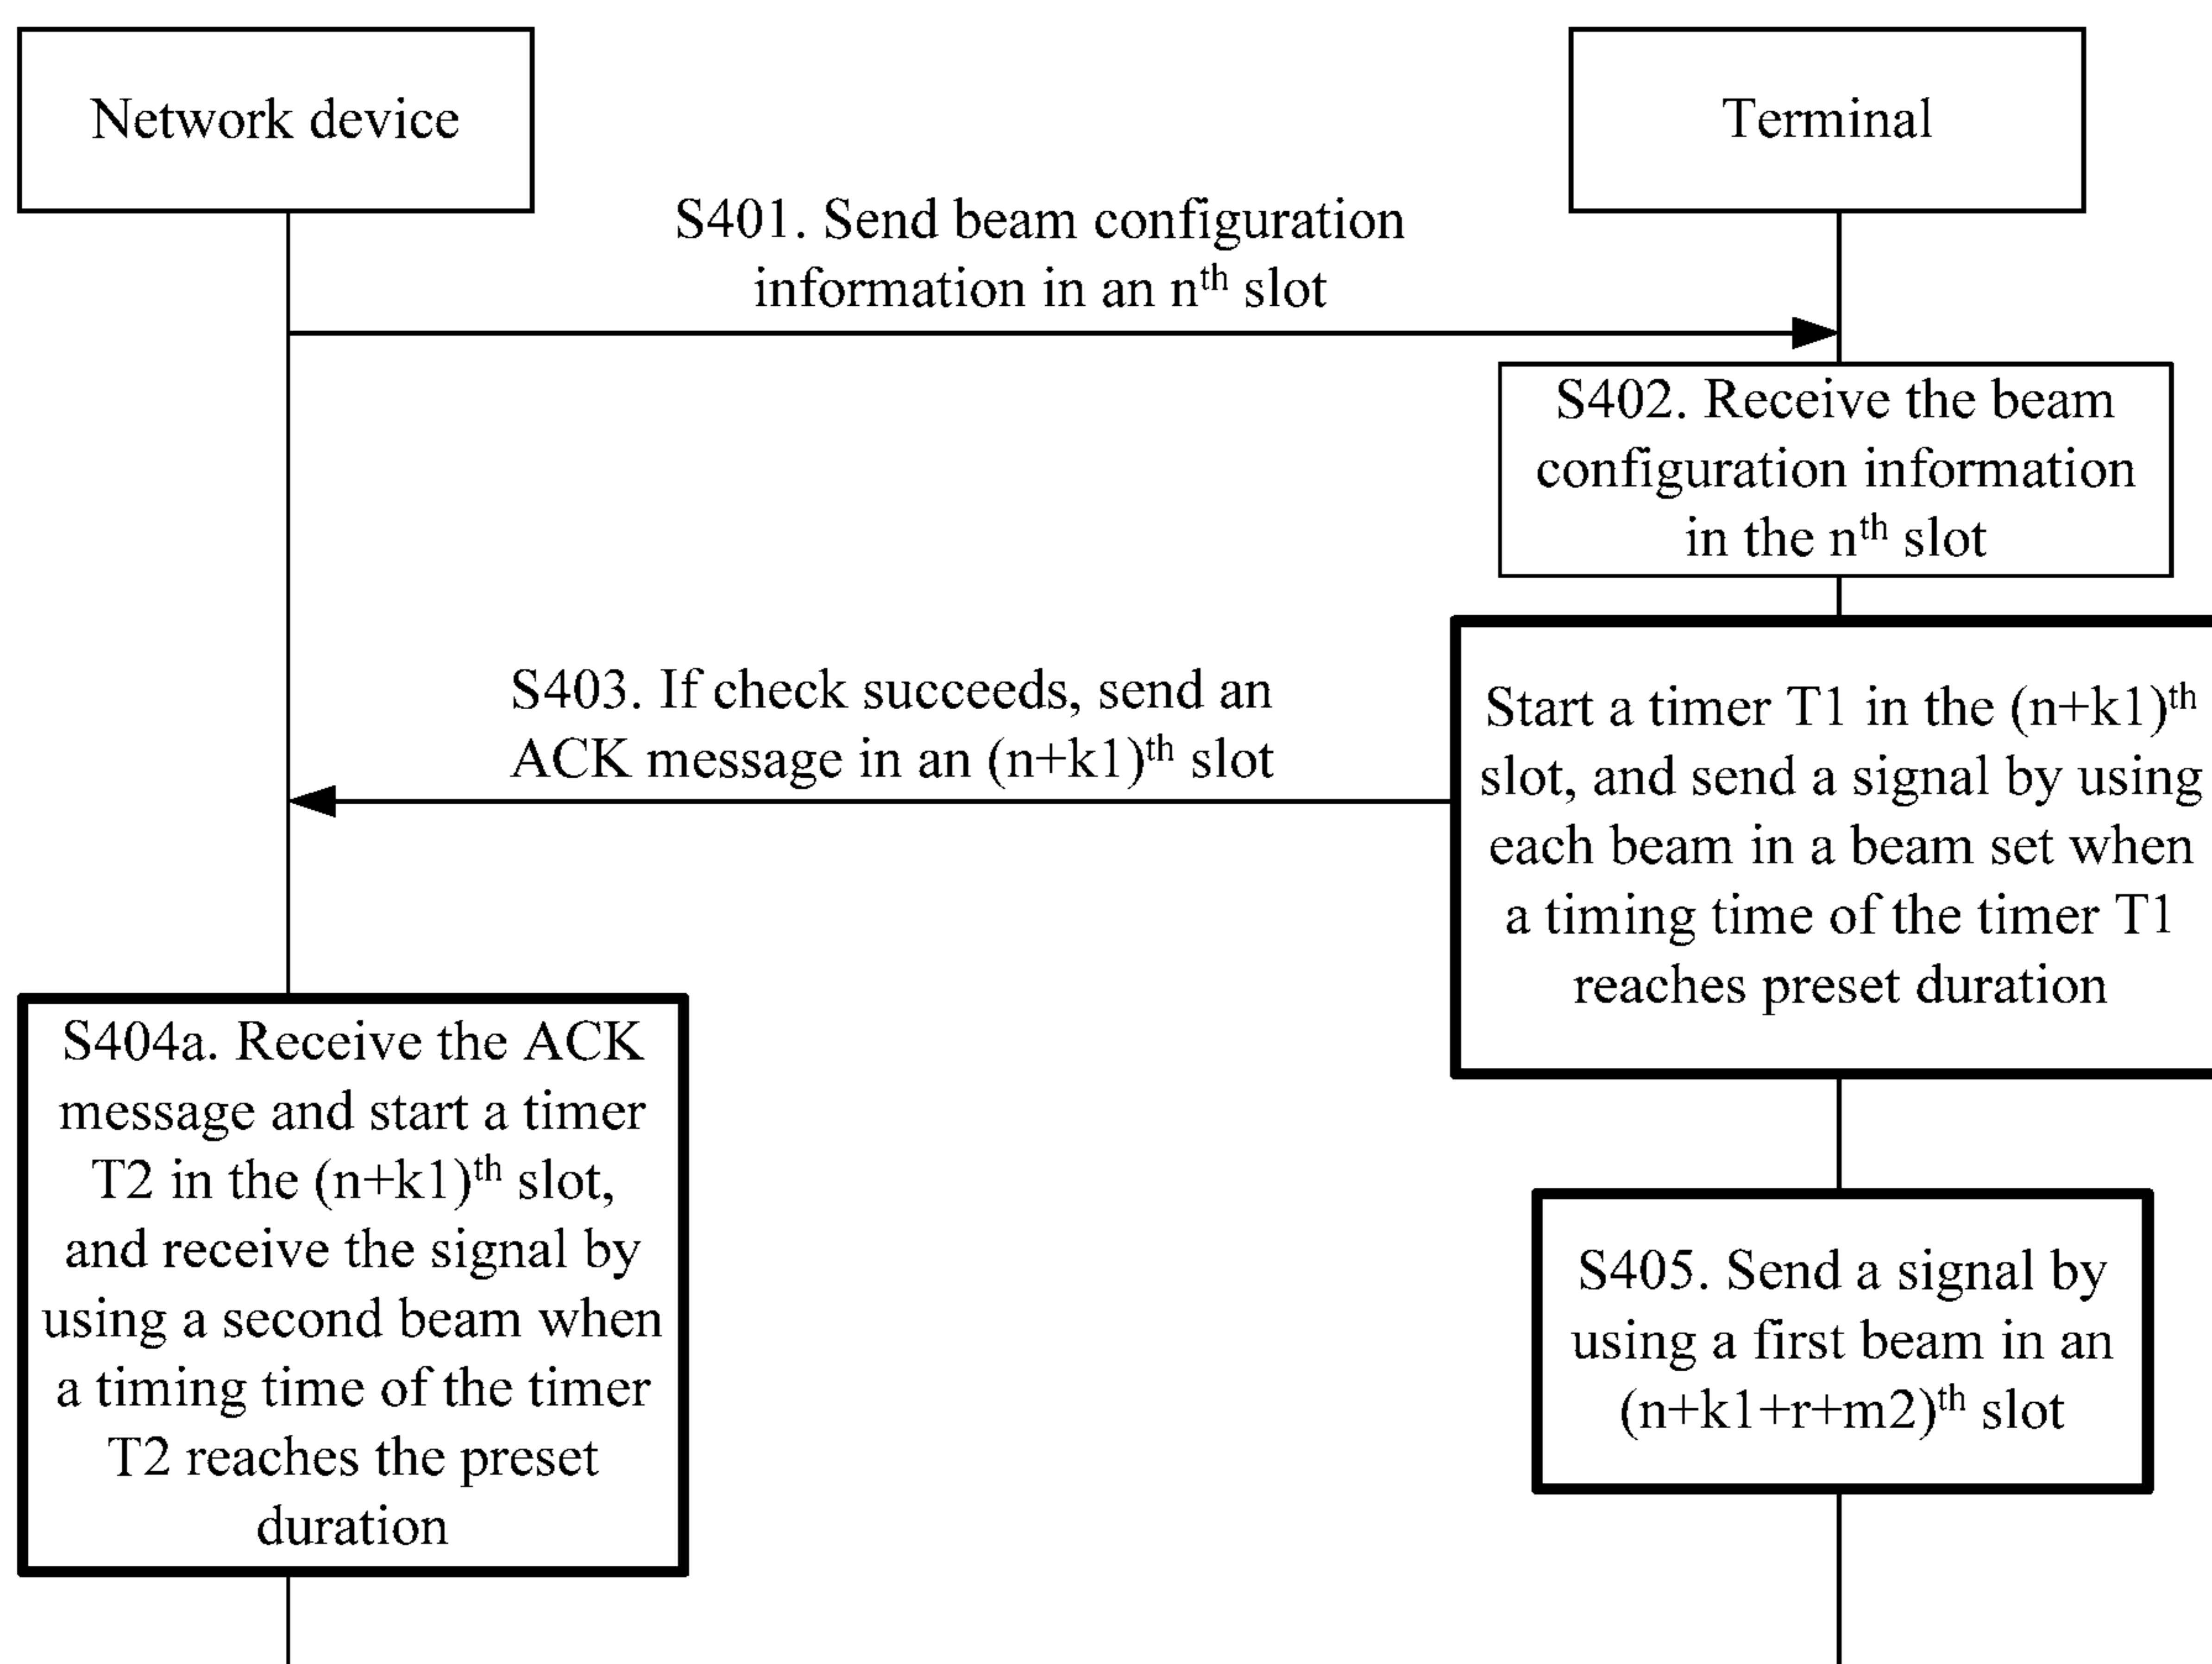 Network device
Terminal
S401. Send beam configuration
information in an nth slot
S402. Receive the beam
configuration information
in the nth slot
S403. If check succeeds, send an
ACK message in an (n+k1)th slot
Start a timer T1 in the (n+k1)th
slot, and send a signal by using
each beam in a beam set when
a timing time of the timer T1
reaches preset duration
S404a. Receive the ACK
message and start a timer
T2 in the (n+k1)th slot,
and receive the signal by
using a second beam when
a timing time of the timer
T2 reaches the preset
duration
S405. Send a signal by
using a first beam in an
(n+k1+r+m2)th slot